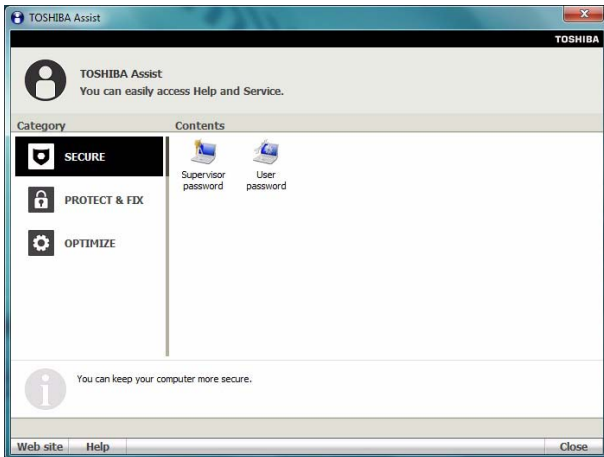 TOSHIBA Assist
TOSHIBA
TOSHIBA Assist
You can easily access Help and Service.
Category
Contents
SECURE
PROTECT & FIX
OPTIMIZE
Supervisor
password
User
password
You can keep your computer more secure.
Web site
Help
Close